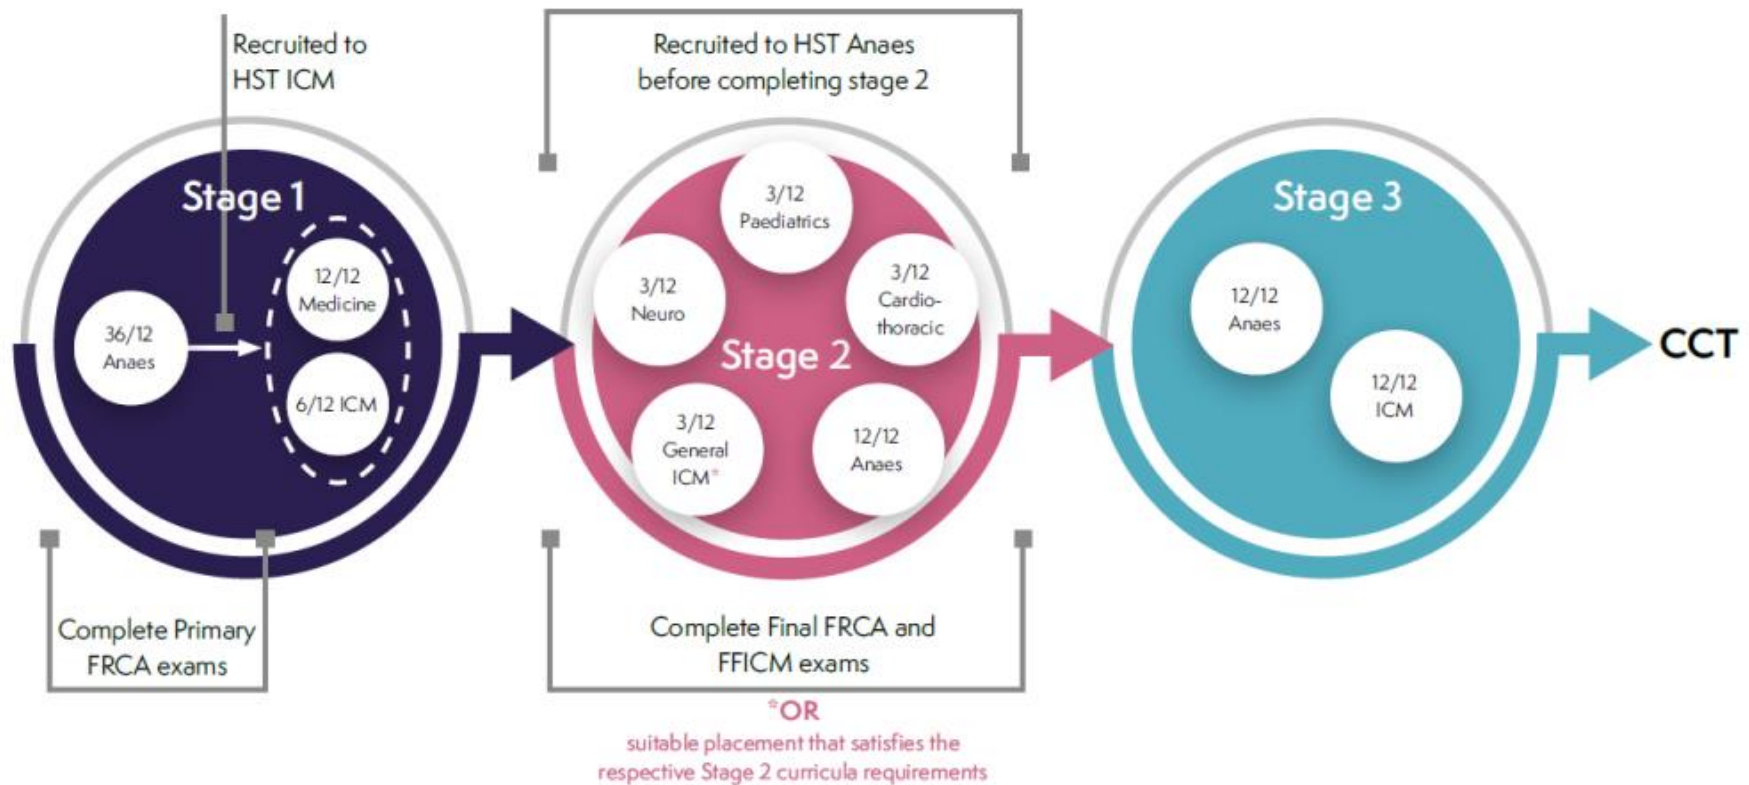 Recruited to
HST ICM
Stage 1
36/12
Anaes
12/12
Medicine
6/12 ICM
Complete Primary
FRCA exams
Recruited to HST Anaes
before completing stage 2
3/12
Paediatrics
3/12
Neuro
3/12
Cardio-
thoracic
Stage 2
3/12
General
ICM*
12/12
Anaes
Complete Final FRCA and
FFICM exams
*OR
suitable placement that satisfies the
respective Stage 2 curricula requirements
Stage 3
12/12
Anaes
12/12
ICM
CCT